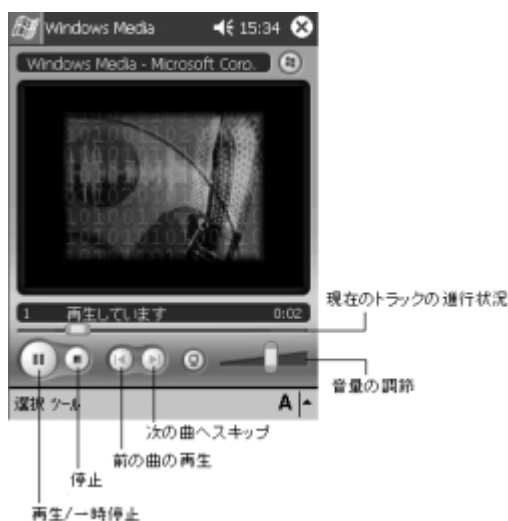 Windows Media 15:34
Windows Media - Microsoft Corp.
1 再生しています 0:02
現在のトラックの進行状況
音量の調節
選択 ツール A
次の曲へスキップ
前の曲の再生
停止
再生/一時停止